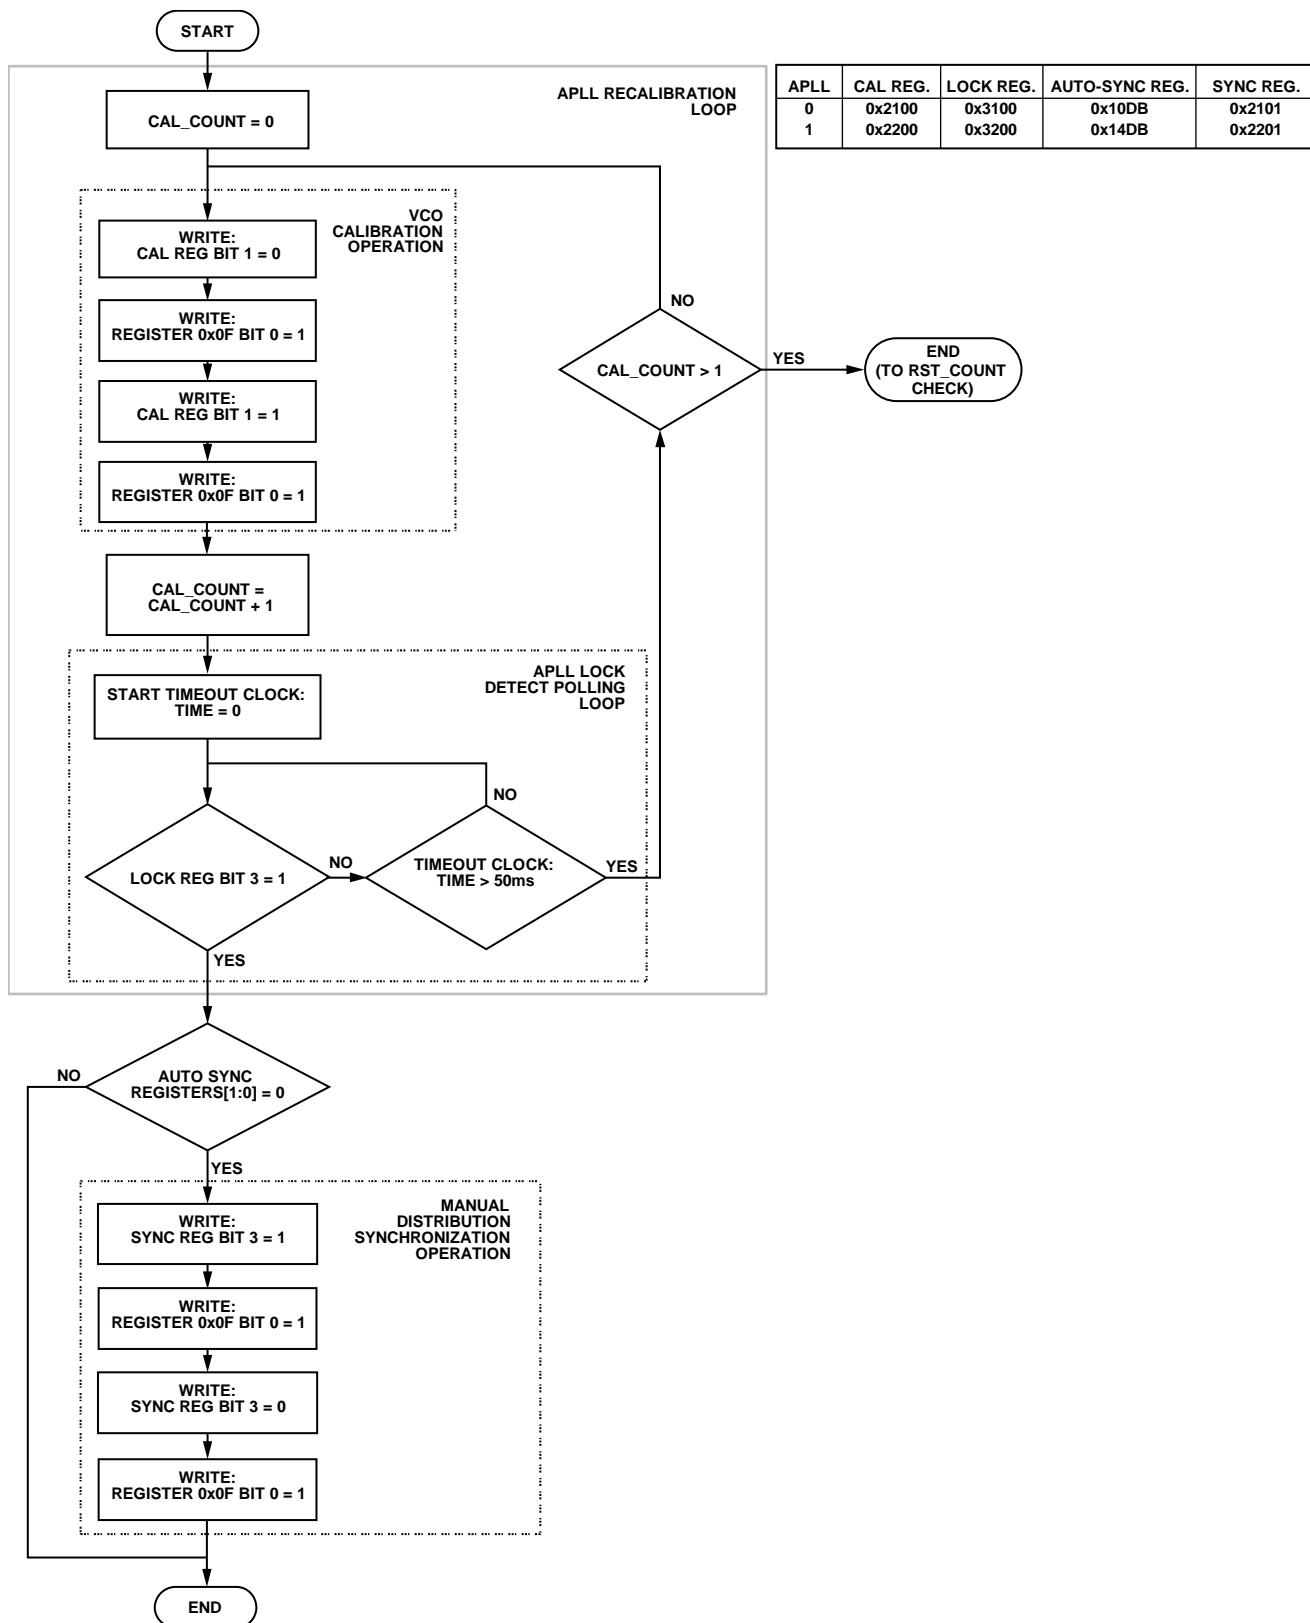 START
APLL RECALIBRATION
LOOP
APLL CAL REG. LOCK REG. AUTO-SYNC REG. SYNC REG.
0 0x2100 0x3100 0x10DB 0x2101
1 0x2200 0x3200 0x14DB 0x2201
CAL_COUNT = 0
VCO
CALIBRATION
OPERATION
WRITE:
CAL REG BIT 1 = 0
WRITE:
REGISTER 0x0F BIT 0 = 1
WRITE:
CAL REG BIT 1 = 1
WRITE:
REGISTER 0x0F BIT 0 = 1
NO
CAL_COUNT > 1
YES
END
(TO RST_COUNT
CHECK)
CAL_COUNT =
CAL_COUNT + 1
APLL LOCK
DETECT POLLING
LOOP
START TIMEOUT CLOCK:
TIME = 0
NO
LOCK REG BIT 3 = 1
NO
TIMEOUT CLOCK:
TIME > 50ms
YES
YES
NO
AUTO SYNC
REGISTERS[1:0] = 0
YES
MANUAL
DISTRIBUTION
SYNCHRONIZATION
OPERATION
WRITE:
SYNC REG BIT 3 = 1
WRITE:
REGISTER 0x0F BIT 0 = 1
WRITE:
SYNC REG BIT 3 = 0
WRITE:
REGISTER 0x0F BIT 0 = 1
END